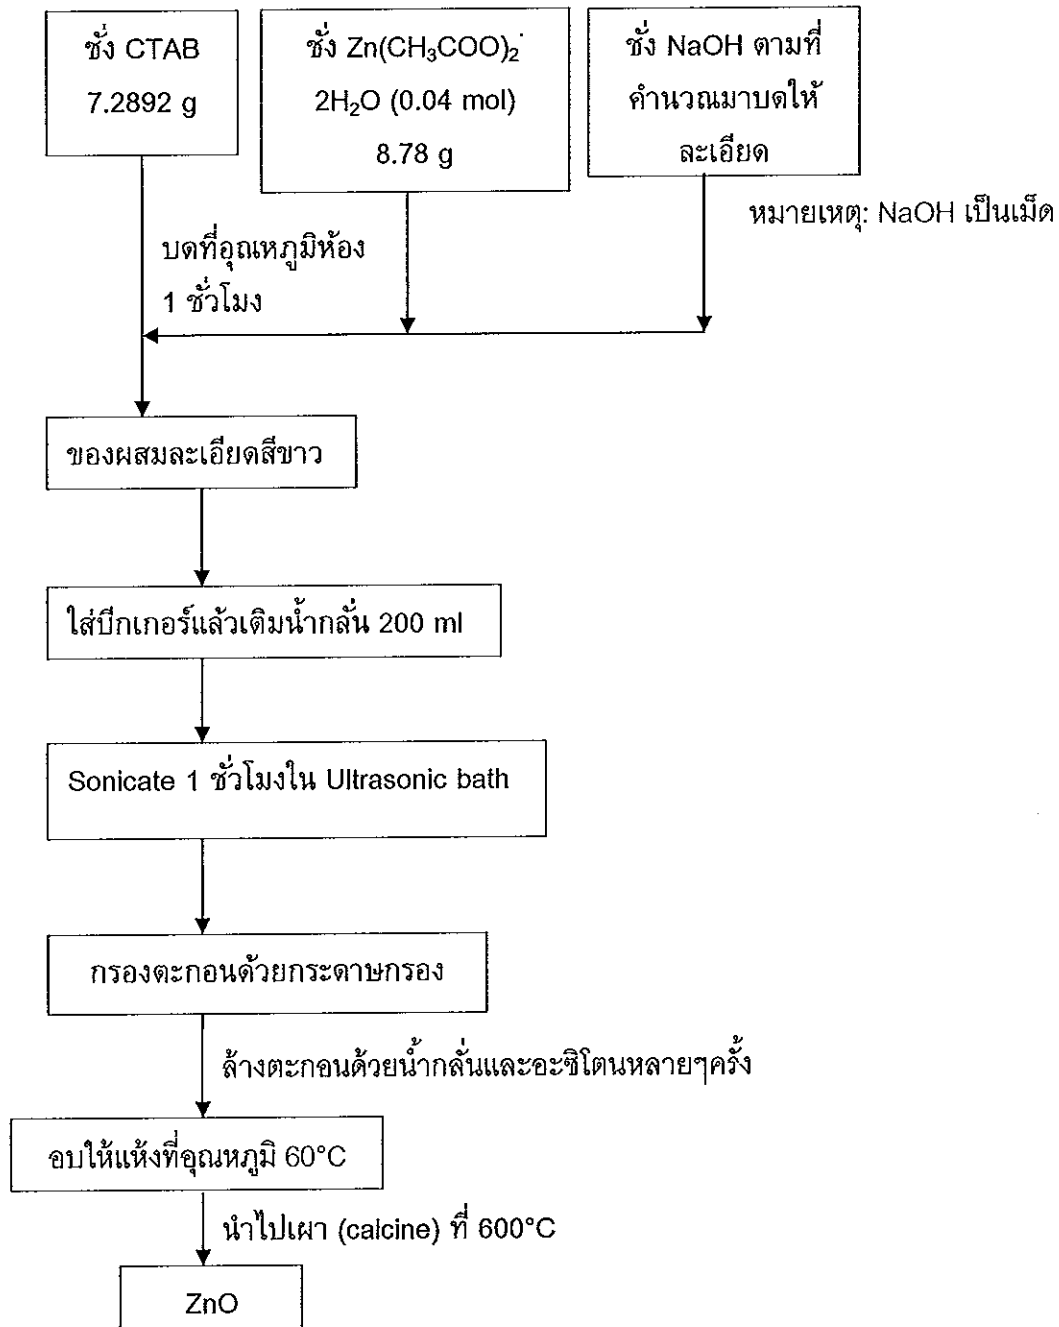 ชั่ง CTAB
7.2892 g
ชั่ง Zn(CH₃COO)₂·
2H₂O (0.04 mol)
8.78 g
ชั่ง NaOH ตามที่
คำนวณมาบดให้
ละเอียด
หมายเหตุ: NaOH เป็นเม็ด
บดที่อุณหภูมิห้อง
1 ชั่วโมง
ของผสมละเอียดสีขาว
ใส่บีกเกอร์แล้วเติมน้ำกลั่น 200 ml
Sonicate 1 ชั่วโมงใน Ultrasonic bath
กรองตะกอนด้วยกระดาษกรอง
ล้างตะกอนด้วยน้ำกลั่นและอะซิโตนหลายๆครั้ง
อบให้แห้งที่อุณหภูมิ 60°C
นำไปเผา (calcine) ที่ 600°C
ZnO